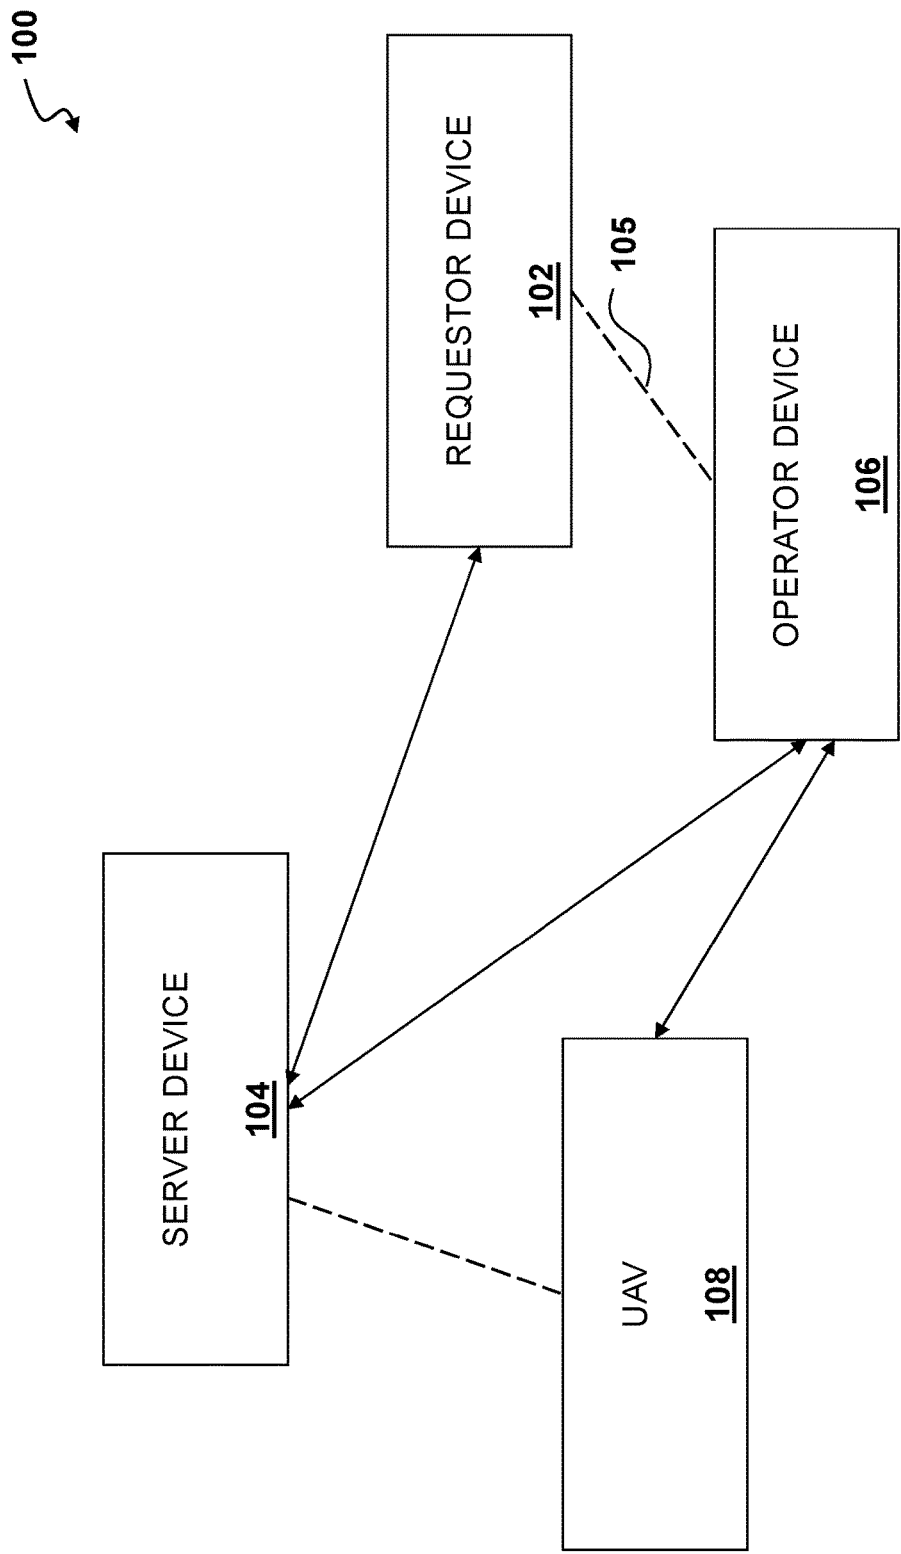 100
REQUESTOR DEVICE
102
105
OPERATOR DEVICE
106
SERVER DEVICE
104
UAV
108